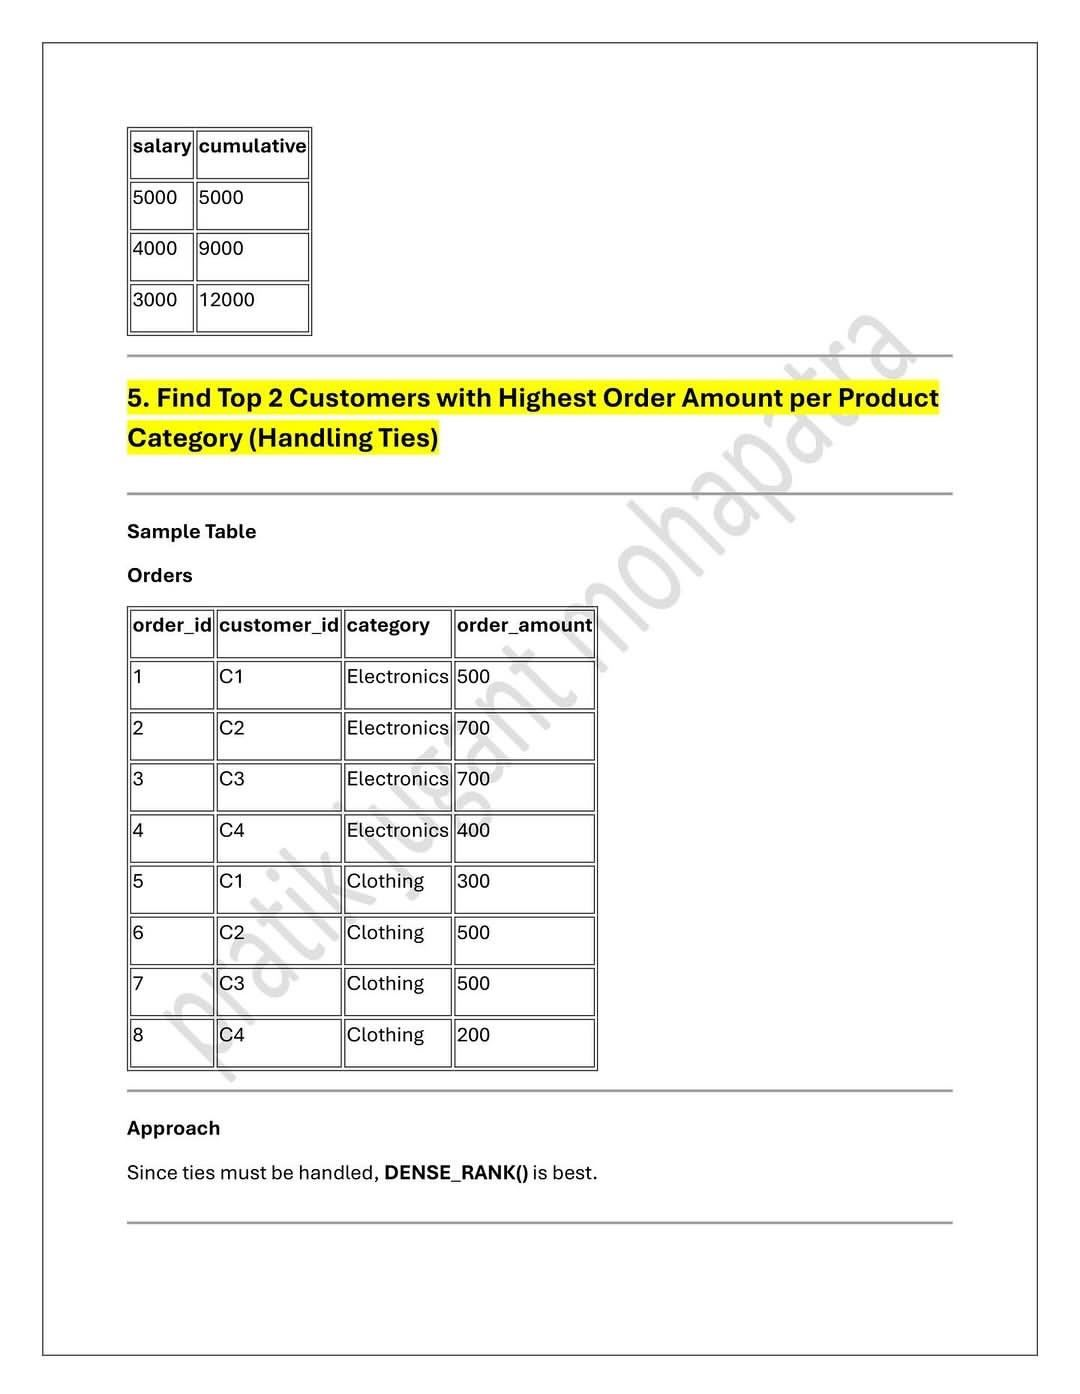 salary cumulative
5000 5000
4000 9000
3000 12000
5. Find Top 2 Customers with Highest Order Amount per Product
Category (Handling Ties)
Sample Table
Orders
order_id customer_id category order_amount
1 C1 Electronics 500
2 C2 Electronics 700
3 C3 Electronics 700
4 C4 Electronics 400
5 C1 Clothing 300
6 C2 Clothing 500
7 C3 Clothing 500
8 C4 Clothing 200
Approach
Since ties must be handled, DENSE_RANK() is best.
pratik jugant mohapatra